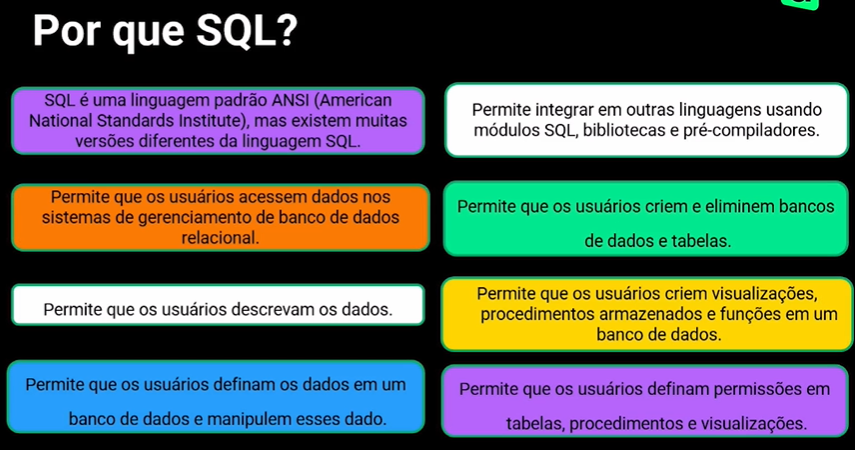 Por que SQL?
SQL é uma linguagem padrão ANSI (American
National Standards Institute), mas existem muitas
versões diferentes da linguagem SQL.
Permite integrar em outras linguagens usando
módulos SQL, bibliotecas e pré-compiladores.
Permite que os usuários acessem dados nos
sistemas de gerenciamento de banco de dados
relacional.
Permite que os usuários criem e eliminem bancos
de dados e tabelas.
Permite que os usuários descrevam os dados.
Permite que os usuários criem visualizações,
procedimentos armazenados e funções em um
banco de dados.
Permite que os usuários definam os dados em um
banco de dados e manipulem esses dado.
Permite que os usuários definam permissões em
tabelas, procedimentos e visualizações.